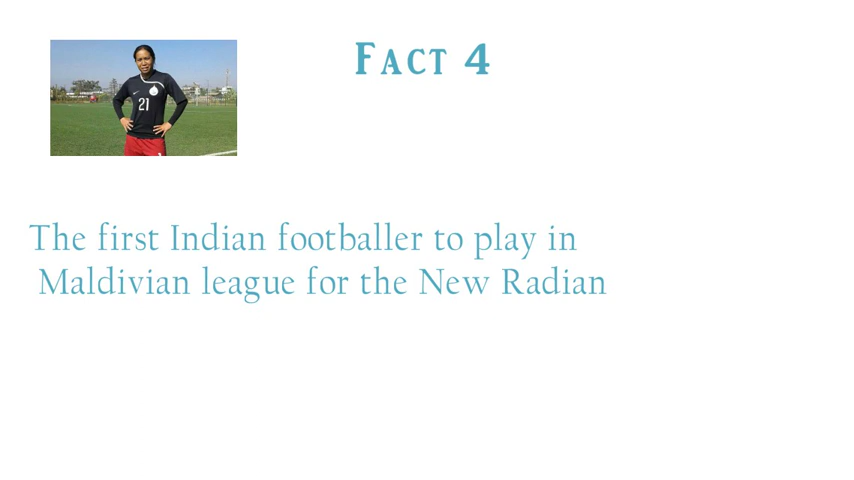 Fact 4
21
The first Indian footballer to play in
Maldivian league for the New Radian